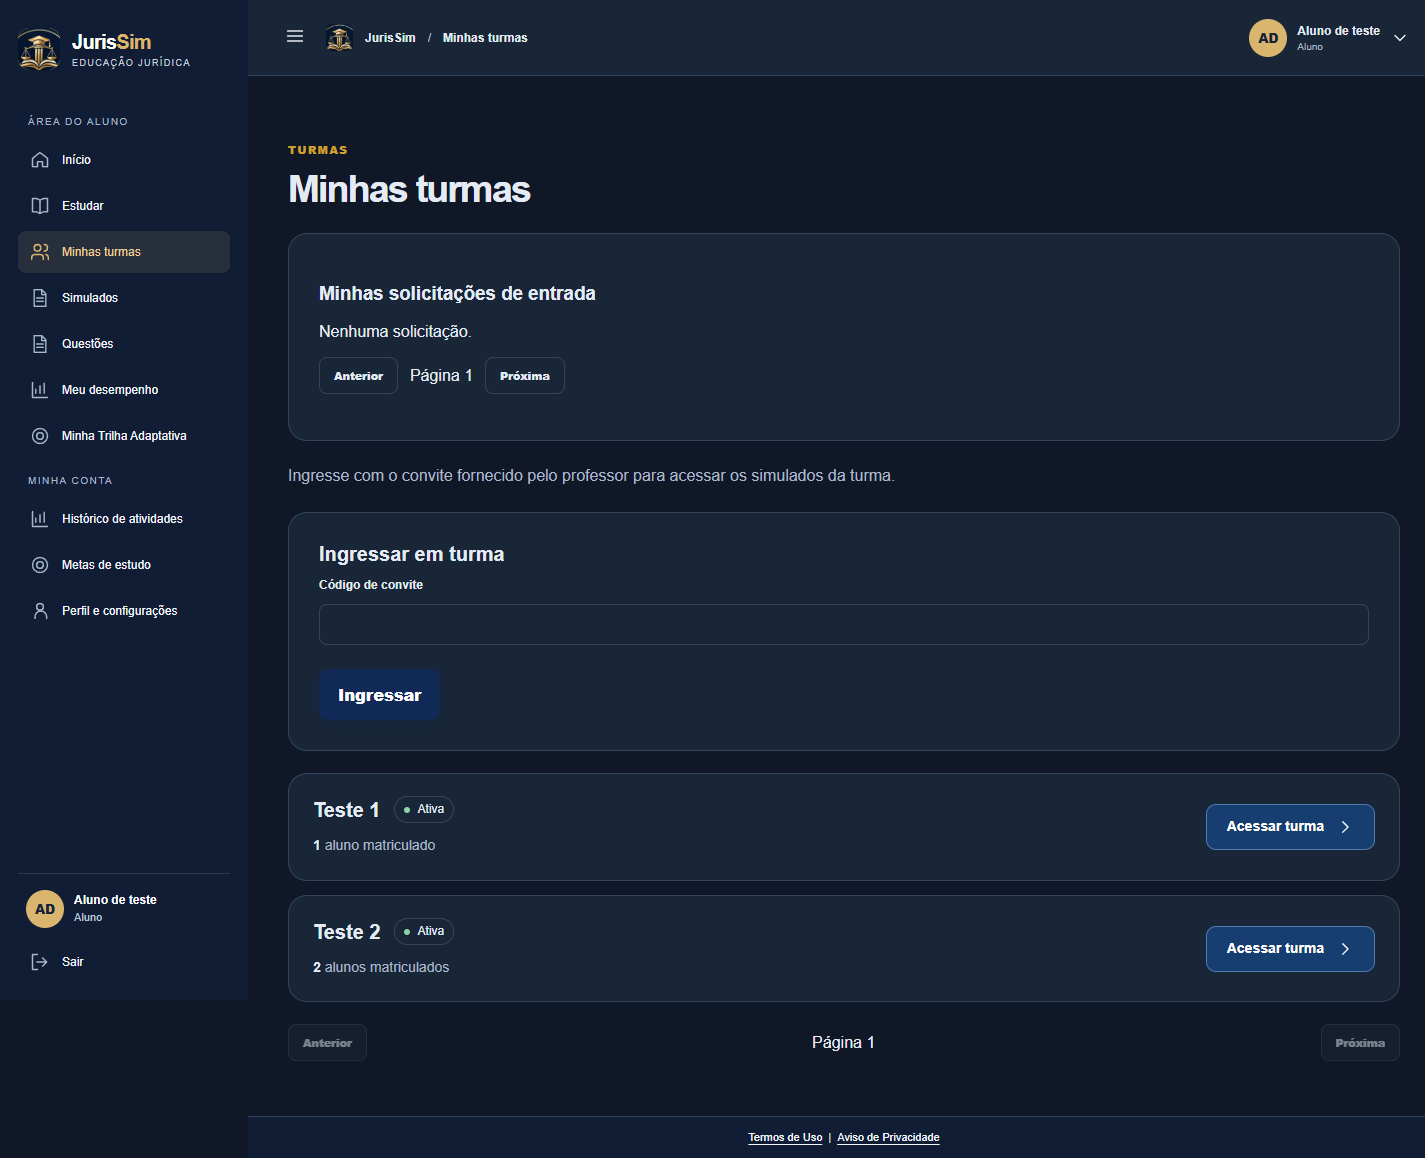 JurisSim
EDUCAÇÃO JURÍDICA
ÁREA DO ALUNO
Início
Estudar
Minhas turmas
Simulados
Questões
Meu desempenho
Minha Trilha Adaptativa
MINHA CONTA
Histórico de atividades
Metas de estudo
Perfil e configurações
AD
Aluno de teste
Aluno
Sair
JurisSim / Minhas turmas
AD
Aluno de teste
Aluno
TURMAS
Minhas turmas
Minhas solicitações de entrada
Nenhuma solicitação.
Anterior Página 1 Próxima
Ingresse com o convite fornecido pelo professor para acessar os simulados da turma.
Ingressar em turma
Código de convite
Ingressar
Teste 1 Ativa
1 aluno matriculado
Acessar turma
Teste 2 Ativa
2 alunos matriculados
Acessar turma
Anterior Página 1 Próxima
Termos de Uso | Aviso de Privacidade